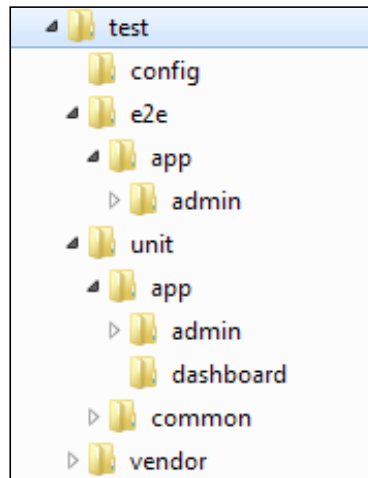 test
config
e2e
app
admin
unit
app
admin
dashboard
common
vendor